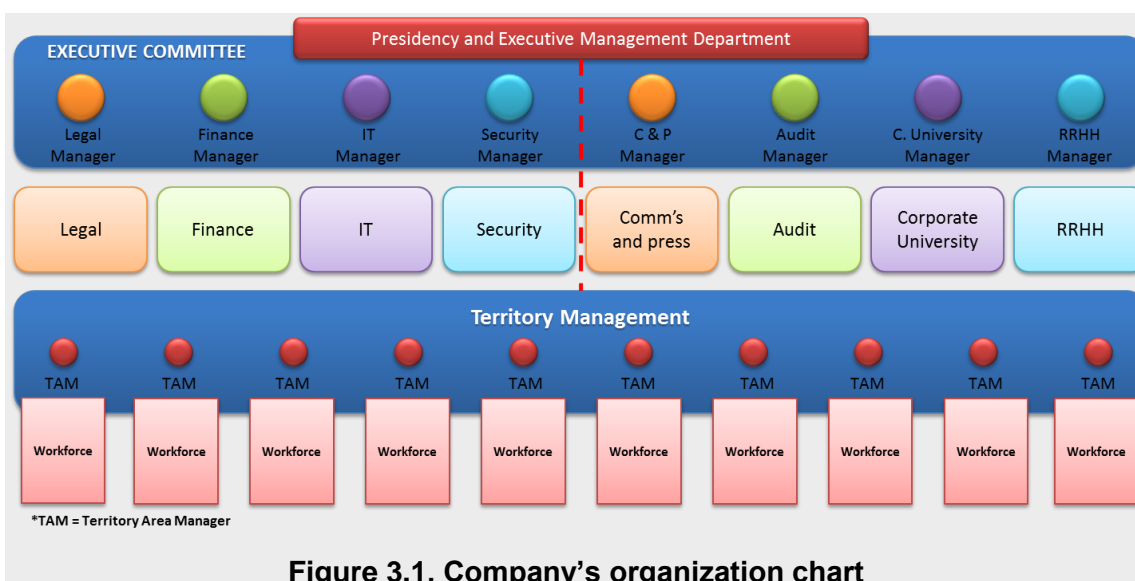 Presidency and Executive Management Department
EXECUTIVE COMMITTEE
Legal
Manager
Finance
Manager
IT
Manager
Security
Manager
C & P
Manager
Audit
Manager
C. University
Manager
RRHH
Manager
Legal
Finance
IT
Security
Comm's
and press
Audit
Corporate
University
RRHH
Territory Management
TAM TAM TAM TAM TAM TAM TAM TAM TAM TAM
Workforce Workforce Workforce Workforce Workforce Workforce Workforce Workforce Workforce Workforce
*TAM = Territory Area Manager
Figure 3.1. Company's organization chart